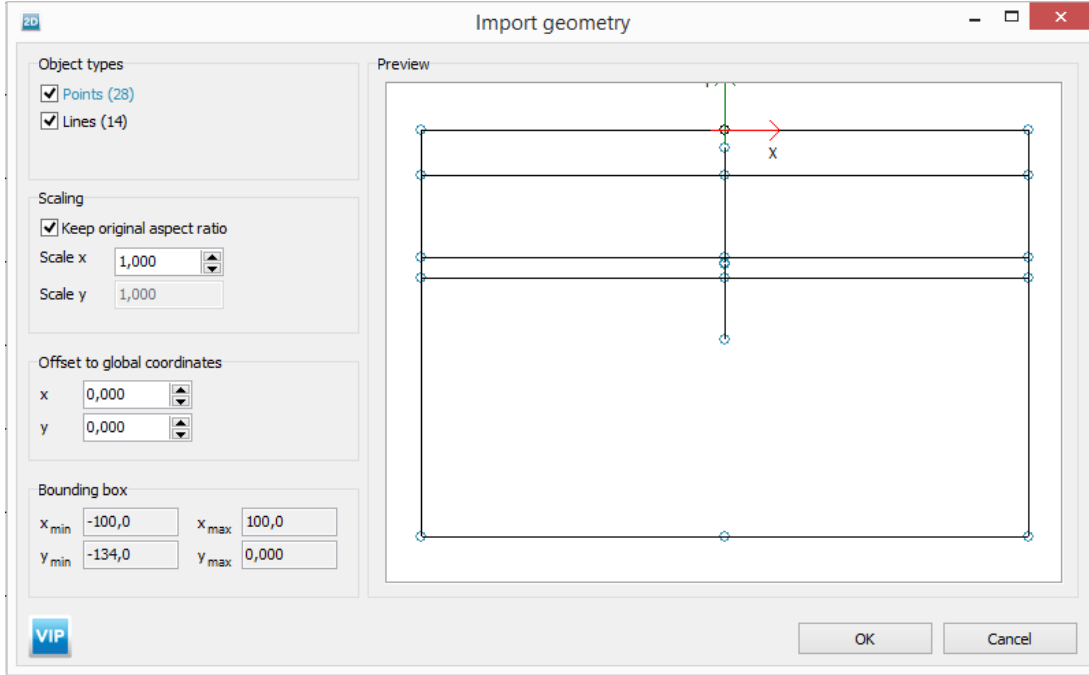 2D
Import geometry
Object types
Points (28)
Lines (14)
Scaling
Keep original aspect ratio
Scale x 1,000
Scale y 1,000
Offset to global coordinates
x 0,000
y 0,000
Bounding box
x min -100,0 x max 100,0
y min -134,0 y max 0,000
VIP
Preview
X
OK Cancel